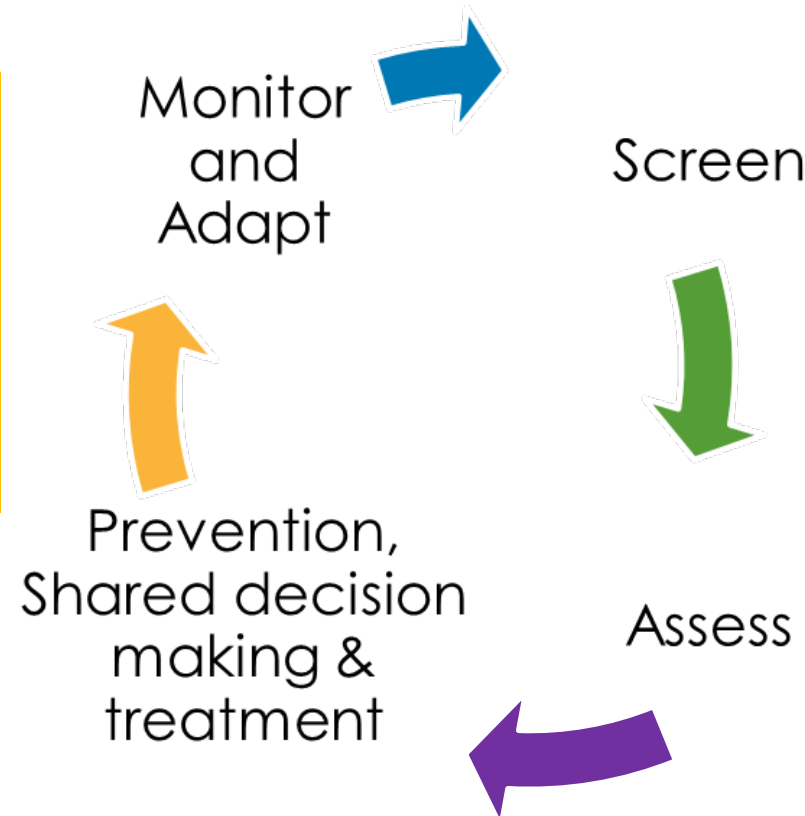 Monitor
and
Adapt
Screen
Assess
Prevention,
Shared decision
making &
treatment